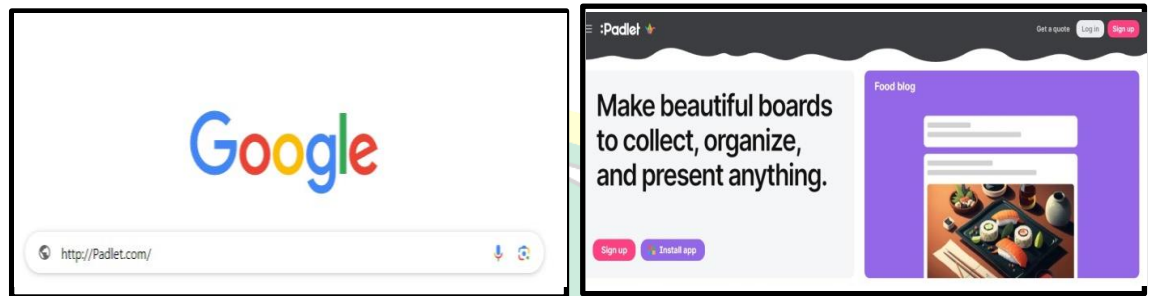 Google
http://Padlet.com/
:Padlet
Get a quote Log in Sign up
Make beautiful boards
to collect, organize,
and present anything.
Sign up Install app
Food blog